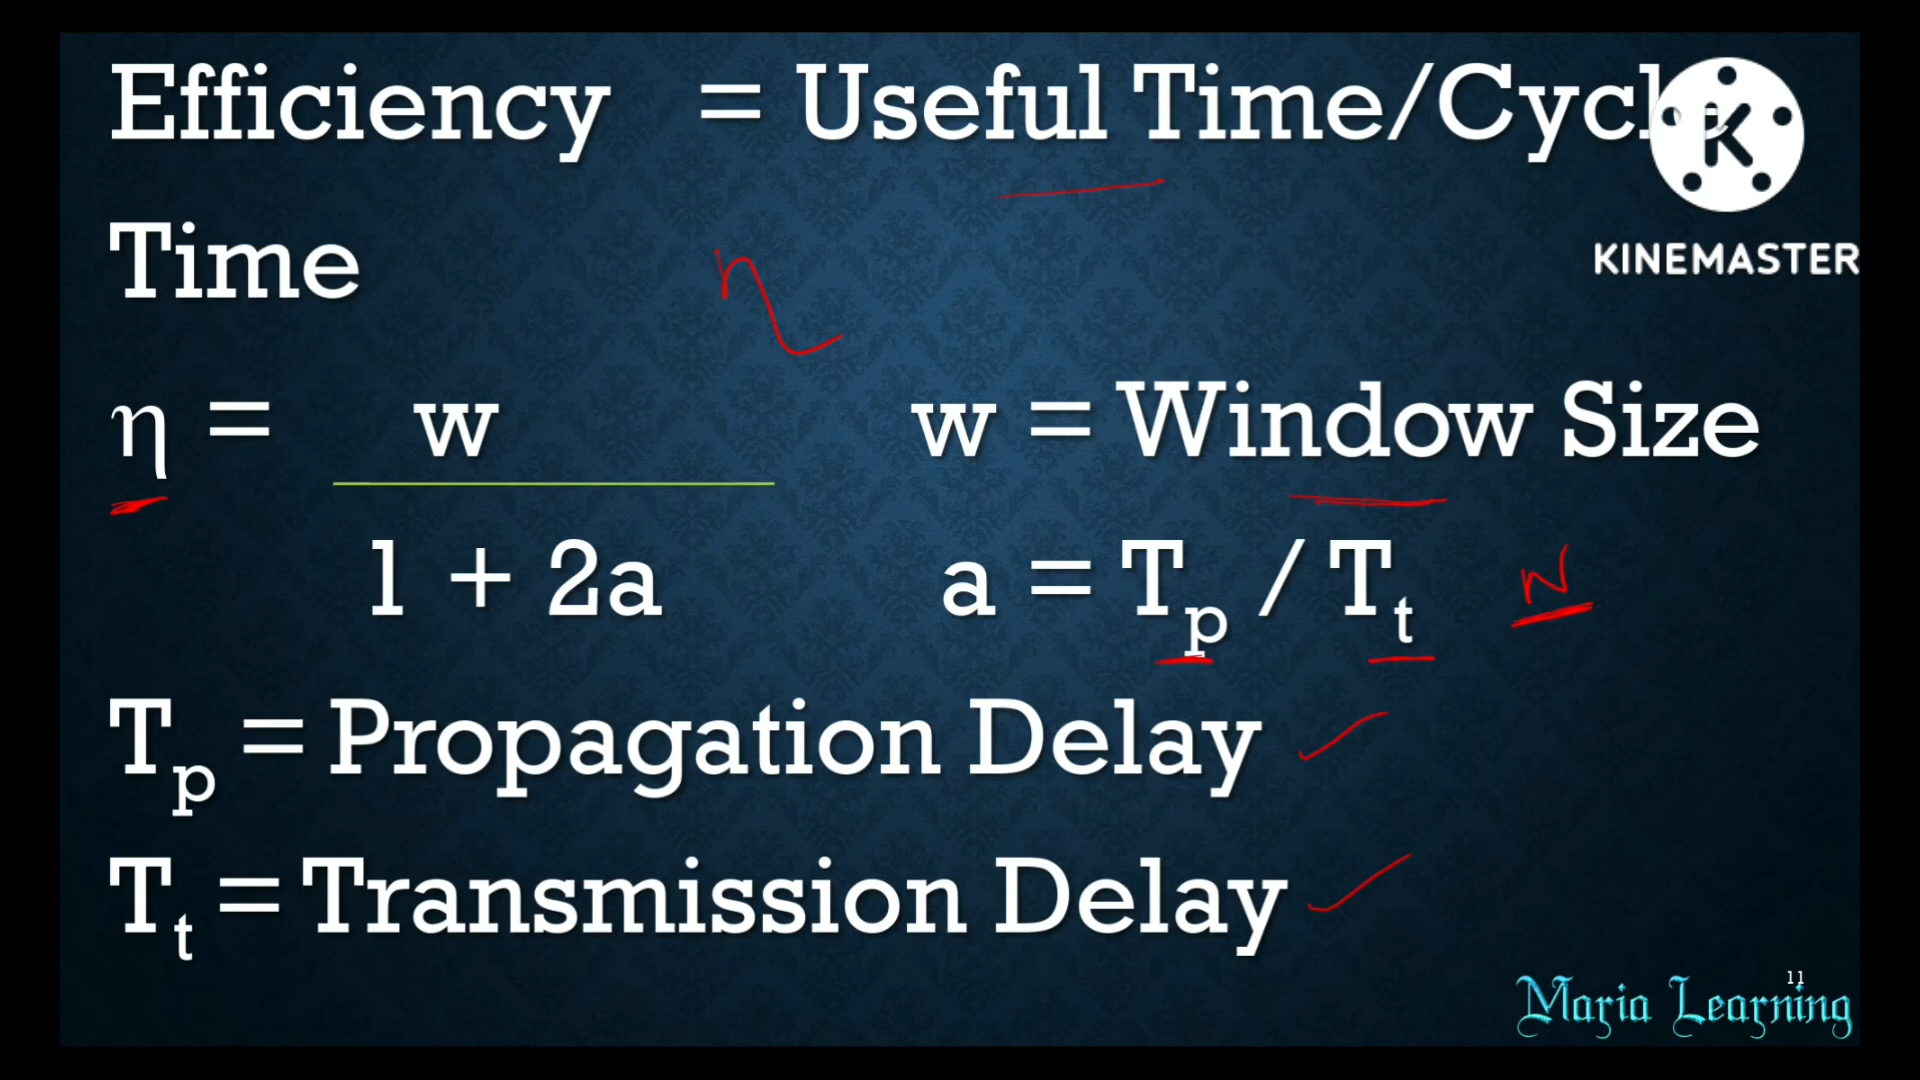 Efficiency = Useful Time/Cycle
Time
KINEMASTER
η
η = w
1 + 2a
w = Window Size
a = Tp / Tt
N
Tp = Propagation Delay
Tt = Transmission Delay
11
Maria Learning